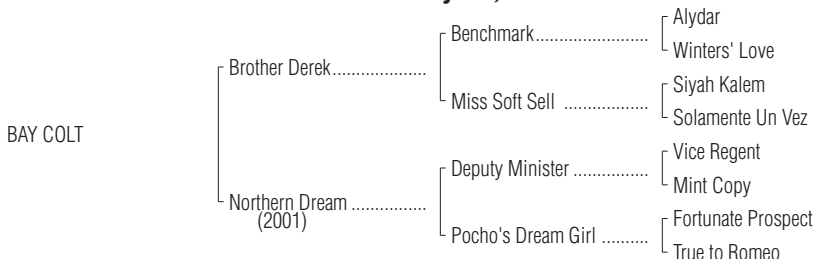 Alydar
Benchmark......................
Winters' Love
Brother Derek....................
Siyah Kalem
Miss Soft Sell .................
Solamente Un Vez
BAY COLT
Vice Regent
Deputy Minister ...............
Mint Copy
Northern Dream ................
(2001)
Fortunate Prospect
Pocho's Dream Girl ..........
True to Romeo